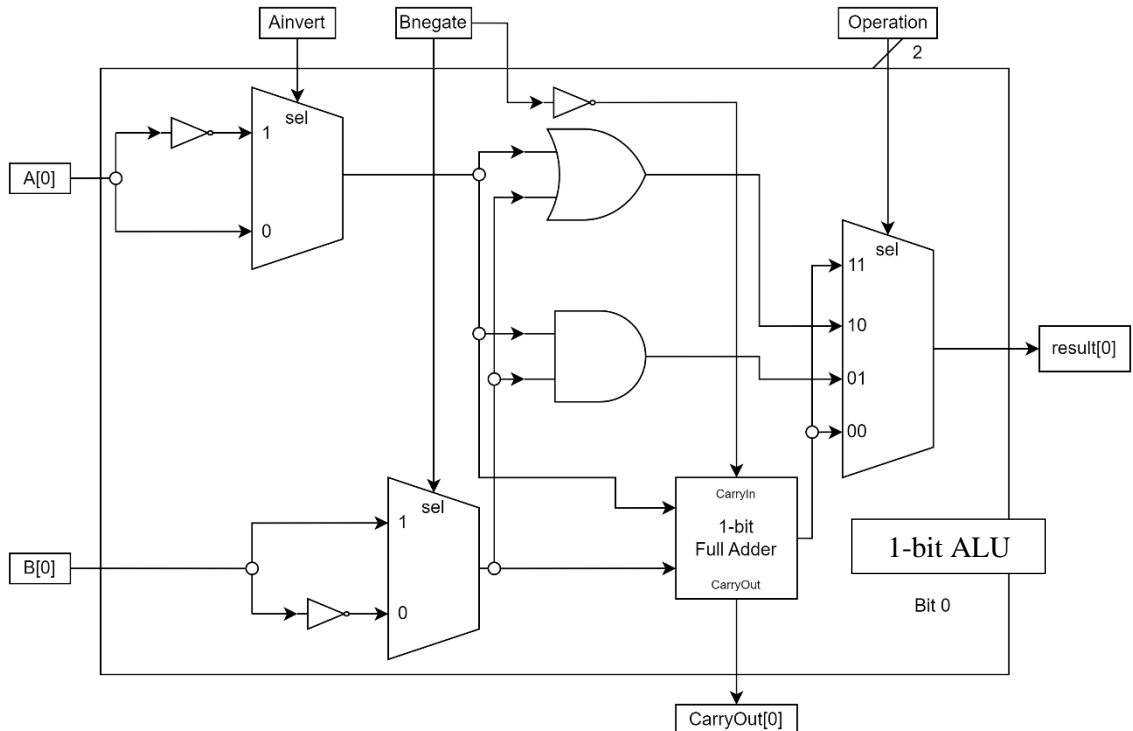 Ainvert
Bnegate
Operation
2
sel
1
A[0]
0
sel
11
10
result[0]
01
00
sel
CarryIn
1
1-bit
Full Adder
1-bit ALU
B[0]
CarryOut
0
Bit 0
CarryOut[0]